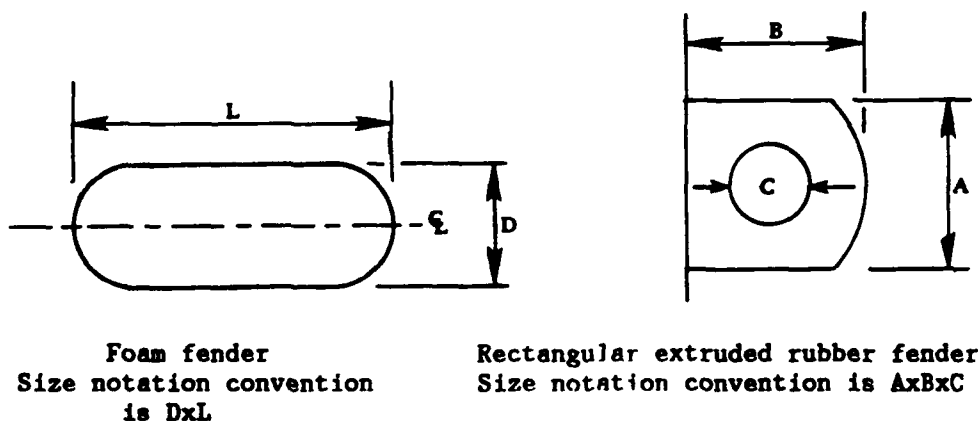 L
℄
D
Foam fender
Size notation convention
is DxL
B
C
A
Rectangular extruded rubber fender
Size notation convention is AxBxC